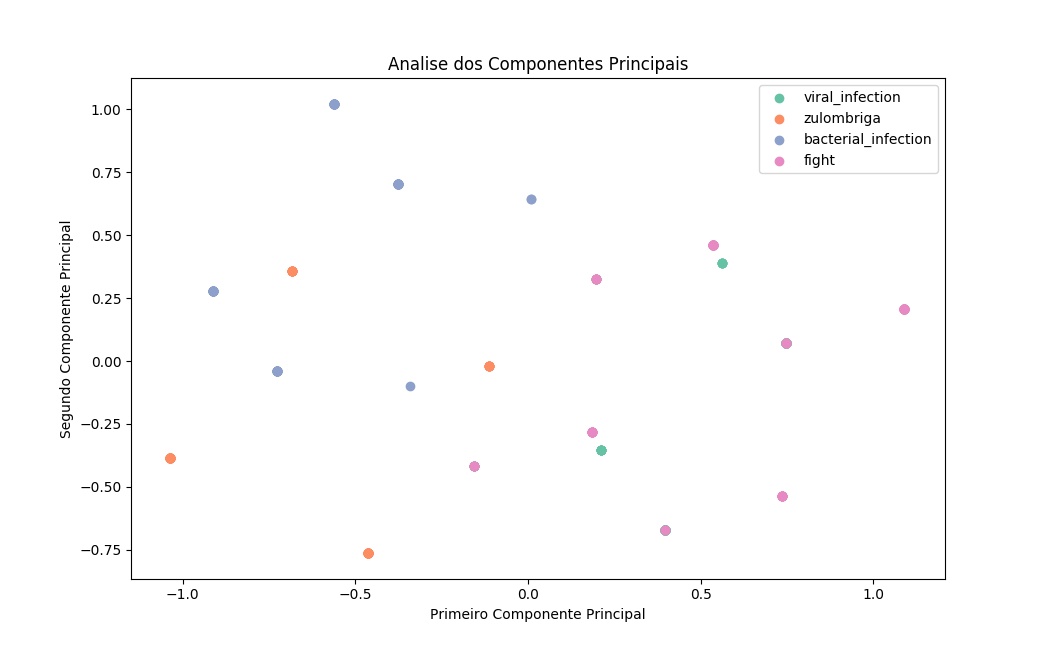 Analise dos Componentes Principais
viral_infection
zulombriga
bacterial_infection
fight
1.00
0.75
0.50
0.25
0.00
−0.25
−0.50
−0.75
Segundo Componente Principal
−1.0 −0.5 0.0 0.5 1.0
Primeiro Componente Principal